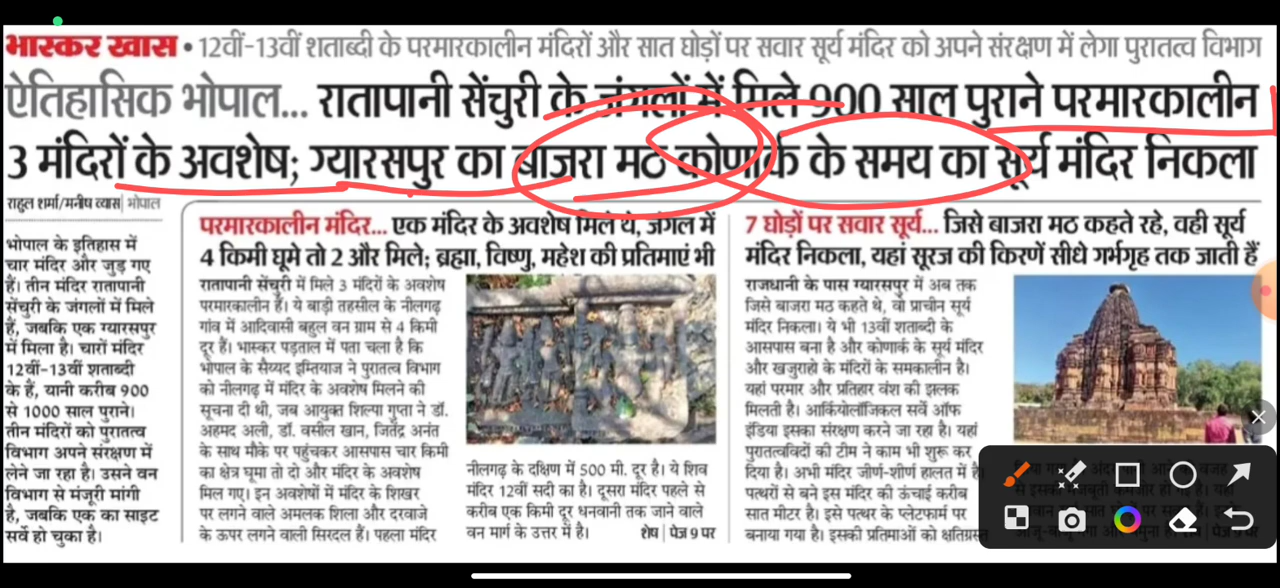 भास्कर खास • 12वीं-13वीं शताब्दी के परमारकालीन मंदिरों और सात घोड़ों पर सवार सूर्य मंदिर को अपने संरक्षण में लेगा पुरातत्व विभाग
ऐतिहासिक भोपाल... रातापानी सेंचुरी के जंगलों में मिले 900 साल पुराने परमारकालीन
3 मंदिरों के अवशेष; ग्यारसपुर का बाजरा मठ कोणार्क के समय का सूर्य मंदिर निकला
राहुल शर्मा/मनीष व्यास| भोपाल
भोपाल के इतिहास में
चार मंदिर और जुड़ गए
हैं। तीन मंदिर रातापानी
सेंचुरी के जंगलों में मिले
हैं, जबकि एक ग्यारसपुर
में मिला है। चारों मंदिर
12वीं-13वीं शताब्दी
के हैं, यानी करीब 900
से 1000 साल पुराने।
तीन मंदिरों को पुरातत्व
विभाग अपने संरक्षण में
लेने जा रहा है। उसने वन
विभाग से मंजूरी मांगी
है, जबकि एक का साइट
सर्वे हो चुका है।
परमारकालीन मंदिर... एक मंदिर के अवशेष मिले थे, जंगल में
4 किमी घूमे तो 2 और मिले; ब्रह्मा, विष्णु, महेश की प्रतिमाएं भी
रातापानी सेंचुरी में मिले 3 मंदिरों के अवशेष
परमारकालीन हैं। ये बाड़ी तहसील के नीलगढ़
गांव में आदिवासी बहुल वन ग्राम से 4 किमी
दूर हैं। भास्कर पड़ताल में पता चला है कि
भोपाल के सैय्यद इम्तियाज ने पुरातत्व विभाग
को नीलगढ़ में मंदिर के अवशेष मिलने की
सूचना दी थी, जब आयुक्त शिल्पा गुप्ता ने डॉ.
अहमद अली, डॉ. वसील खान, जितेंद्र अनंत
के साथ मौके पर पहुंचकर आसपास चार किमी
का क्षेत्र घूमा तो दो और मंदिर के अवशेष
मिल गए। इन अवशेषों में मंदिर के शिखर
पर लगने वाले अमलक शिला और दरवाजे
के ऊपर लगने वाली सिरदल हैं। पहला मंदिर
नीलगढ़ के दक्षिण में 500 मी. दूर है। ये शिव
मंदिर 12वीं सदी का है। दूसरा मंदिर पहले से
करीब एक किमी दूर धनवानी तक जाने वाले
वन मार्ग के उत्तर में है। शेष | पेज 9 पर
7 घोड़ों पर सवार सूर्य... जिसे बाजरा मठ कहते रहे, वही सूर्य
मंदिर निकला, यहां सूरज की किरणें सीधे गर्भगृह तक जाती हैं
राजधानी के पास ग्यारसपुर में अब तक
जिसे बाजरा मठ कहते थे, वो प्राचीन सूर्य
मंदिर निकला। ये भी 13वीं शताब्दी के
आसपास बना है और कोणार्क के सूर्य मंदिर
और खजुराहो के मंदिरों के समकालीन है।
यहां परमार और प्रतिहार वंश की झलक
मिलती है। आर्कियोलॉजिकल सर्वे ऑफ
इंडिया इसका संरक्षण करने जा रहा है। यहां
पुरातत्वविदों की टीम ने काम भी शुरू कर
दिया है। अभी मंदिर जीर्ण-शीर्ण हालत में है।
पत्थरों से बने इस मंदिर की ऊंचाई करीब
सात मीटर है। इसे पत्थर के प्लेटफार्म पर
बनाया गया है। इसकी प्रतिमाओं को क्षतिग्रस्त